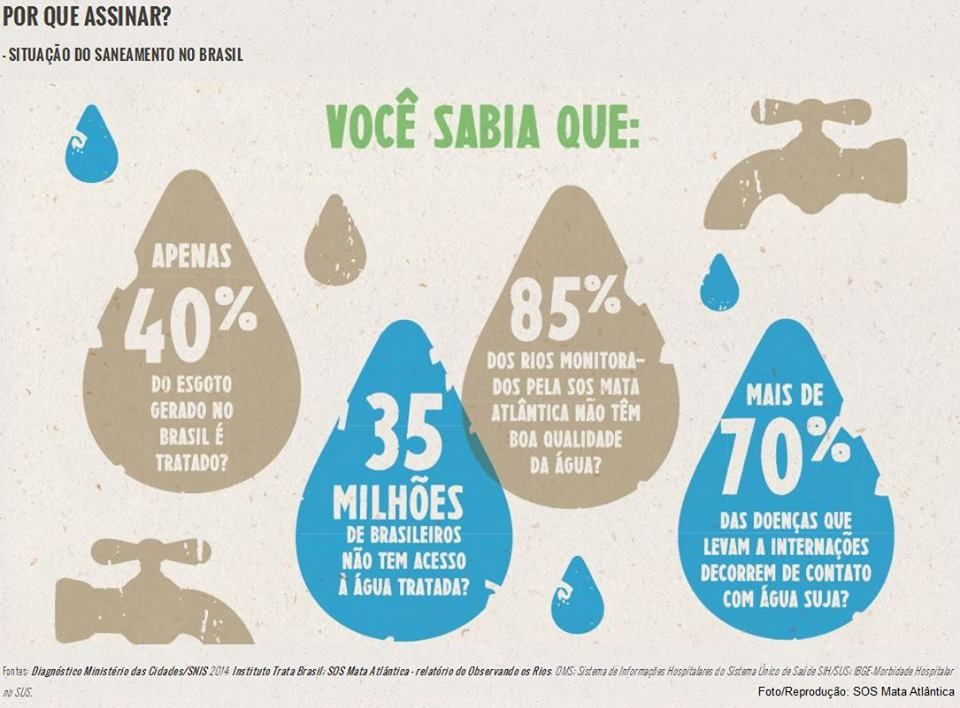 POR QUE ASSINAR?
- SITUAÇÃO DO SANEAMENTO NO BRASIL
VOCÊ SABIA QUE:
APENAS
40%
DO ESGOTO
GERADO NO
BRASIL É
TRATADO?
35
MILHÕES
DE BRASILEIROS
NÃO TEM ACESSO
À ÁGUA TRATADA?
85%
DOS RIOS MONITORA-
DOS PELA SOS MATA
ATLÂNTICA NÃO TÊM
BOA QUALIDADE
DA ÁGUA?
MAIS DE
70%
DAS DOENÇAS QUE
LEVAM A INTERNAÇÕES
DECORREM DE CONTATO
COM ÁGUA SUJA?
Fontes: Diagnóstico Ministério das Cidades/SNIS 2014. Instituto Trata Brasil; SOS Mata Atlântica - relatório do Observando os Rios. OMS; Sistema de Informações Hospitalares do Sistema Único de Saúde SIH/SUS; IBGE-Morbidade Hospitalar
no SUS.
Foto/Reprodução: SOS Mata Atlântica